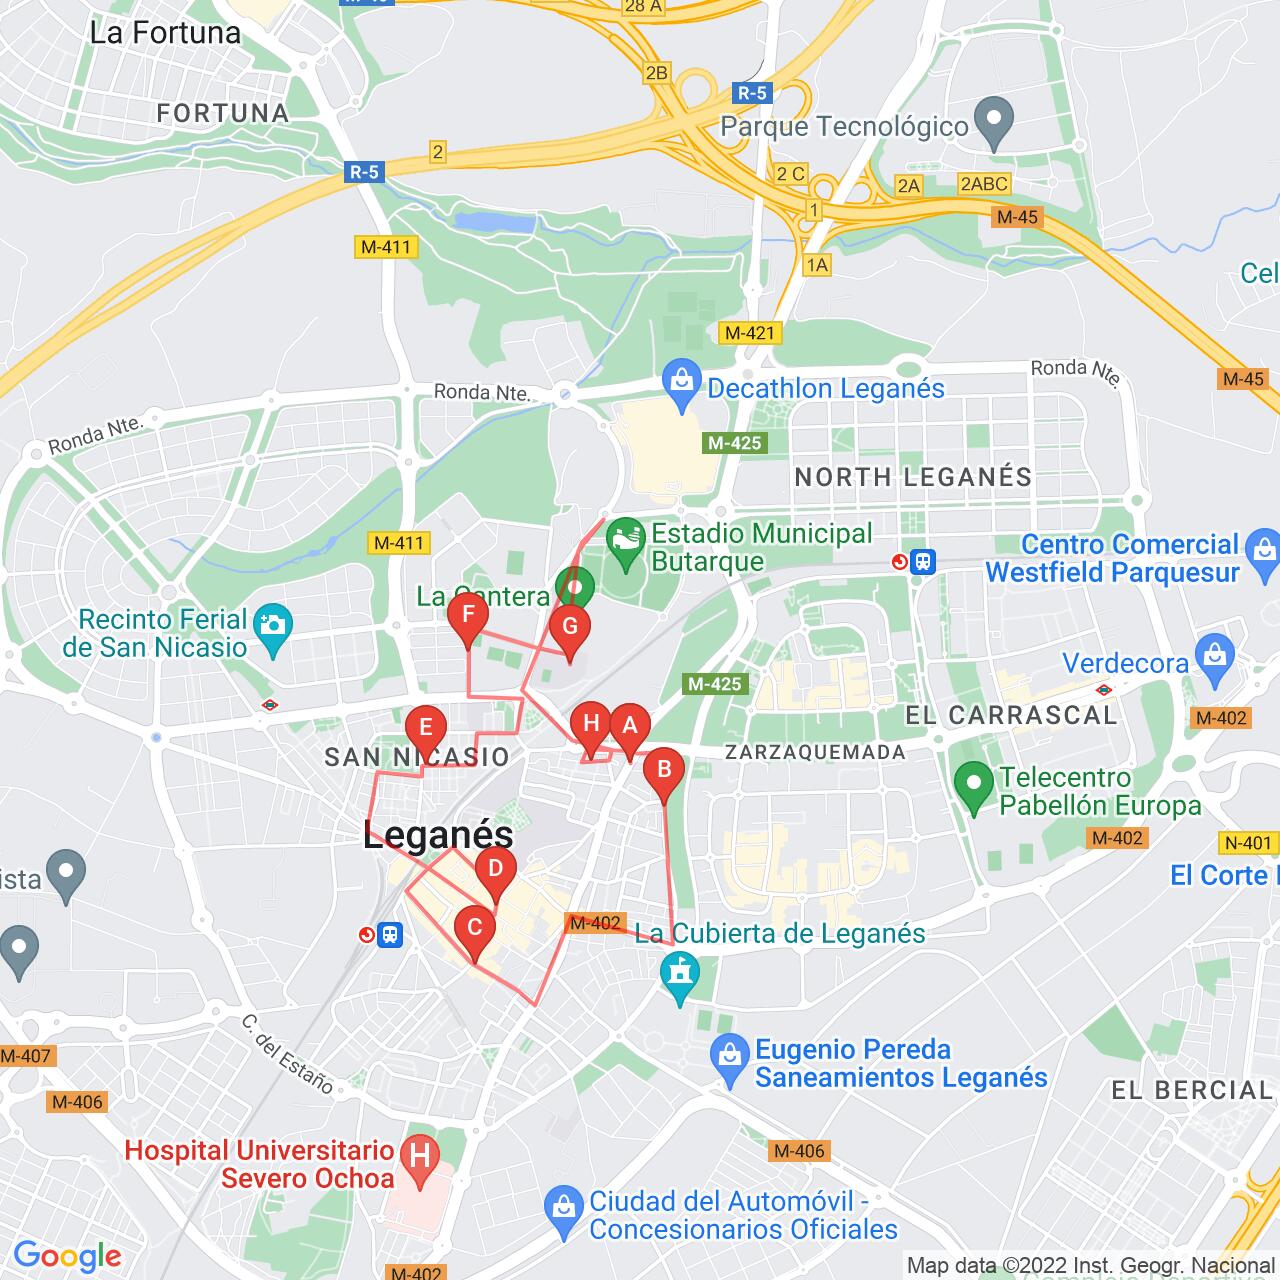 28 A
La Fortuna
2B
R-5
FORTUNA
Parque Tecnológico
2
R-5
2 C
2A
2ABC
1
M-45
M-411
1A
Cel
M-421
Ronda Nte.
M-45
Decathlon Leganés
Ronda Nte.
Ronda Nte.
M-425
NORTH LEGANÉS
Estadio Municipal
Butarque
M-411
Centro Comercial
Westfield Parquesur
La Cantera
F
G
Recinto Ferial
de San Nicasio
Verdecora
M-425
EL CARRASCAL
M-402
E
H
A
SAN NICASIO
ZARZAQUEMADA
B
Telecentro
Pabellón Europa
Leganés
M-402
N-401
D
ista
El Corte
C
M-402
La Cubierta de Leganés
C. del Estaño
M-407
Eugenio Pereda
Saneamientos Leganés
M-406
EL BERCIAL
Hospital Universitario
Severo Ochoa
H
M-406
Ciudad del Automóvil -
Concesionarios Oficiales
Google
M-402
Map data ©2022 Inst. Geogr. Nacional